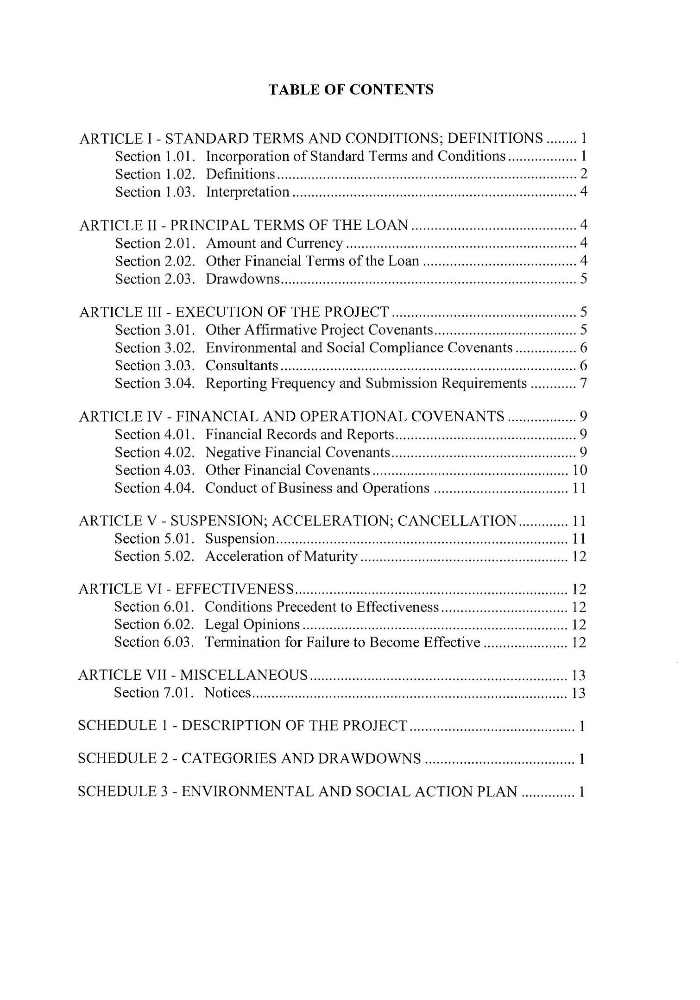 TABLE OF CONTENTS
ARTICLE I - STANDARD TERMS AND CONDITIONS; DEFINITIONS ........ 1
Section 1.01. Incorporation of Standard Terms and Conditions .................. 1
Section 1.02. Definitions ............................................................................... 2
Section 1.03. Interpretation ........................................................................... 4
ARTICLE II - PRINCIPAL TERMS OF THE LOAN ........................................... 4
Section 2.01. Amount and Currency ............................................................ 4
Section 2.02. Other Financial Terms of the Loan ........................................ 4
Section 2.03. Drawdowns .............................................................................. 5
ARTICLE III - EXECUTION OF THE PROJECT ................................................ 5
Section 3.01. Other Affirmative Project Covenants ..................................... 5
Section 3.02. Environmental and Social Compliance Covenants ................ 6
Section 3.03. Consultants .............................................................................. 6
Section 3.04. Reporting Frequency and Submission Requirements ............ 7
ARTICLE IV - FINANCIAL AND OPERATIONAL COVENANTS .................. 9
Section 4.01. Financial Records and Reports ............................................... 9
Section 4.02. Negative Financial Covenants ................................................ 9
Section 4.03. Other Financial Covenants ................................................... 10
Section 4.04. Conduct of Business and Operations ................................... 11
ARTICLE V - SUSPENSION; ACCELERATION; CANCELLATION ............. 11
Section 5.01. Suspension ............................................................................ 11
Section 5.02. Acceleration of Maturity ...................................................... 12
ARTICLE VI - EFFECTIVENESS ....................................................................... 12
Section 6.01. Conditions Precedent to Effectiveness ................................. 12
Section 6.02. Legal Opinions ..................................................................... 12
Section 6.03. Termination for Failure to Become Effective ...................... 12
ARTICLE VII - MISCELLANEOUS ................................................................... 13
Section 7.01. Notices .................................................................................. 13
SCHEDULE 1 - DESCRIPTION OF THE PROJECT ........................................... 1
SCHEDULE 2 - CATEGORIES AND DRAWDOWNS ....................................... 1
SCHEDULE 3 - ENVIRONMENTAL AND SOCIAL ACTION PLAN .............. 1